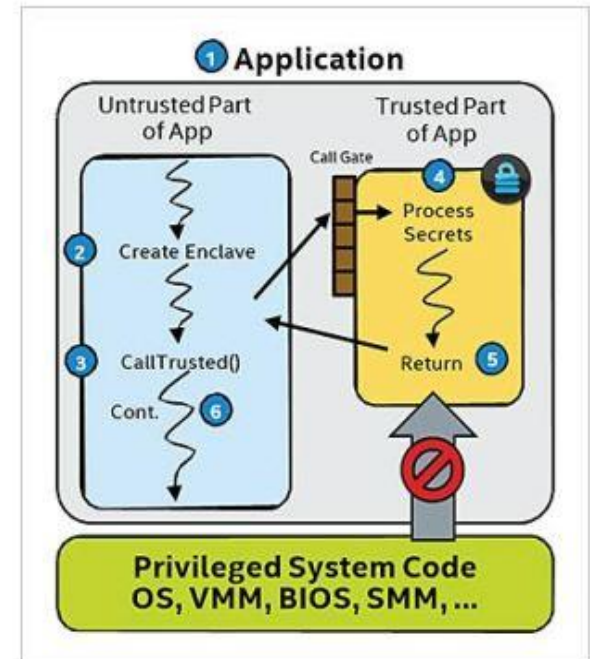 1 Application
Untrusted Part
of App
Trusted Part
of App
Call Gate
4
Process
Secrets
2 Create Enclave
3 CallTrusted()
Return 5
Cont. 6
Privileged System Code
OS, VMM, BIOS, SMM, ...